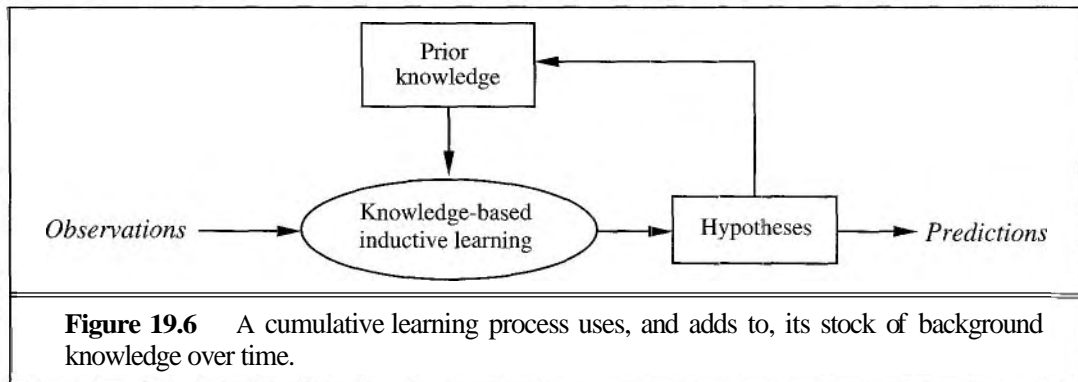 Prior
knowledge
Observations
Knowledge-based
inductive learning
Hypotheses
Predictions
Figure 19.6 A cumulative learning process uses, and adds to, its stock of background
knowledge over time.